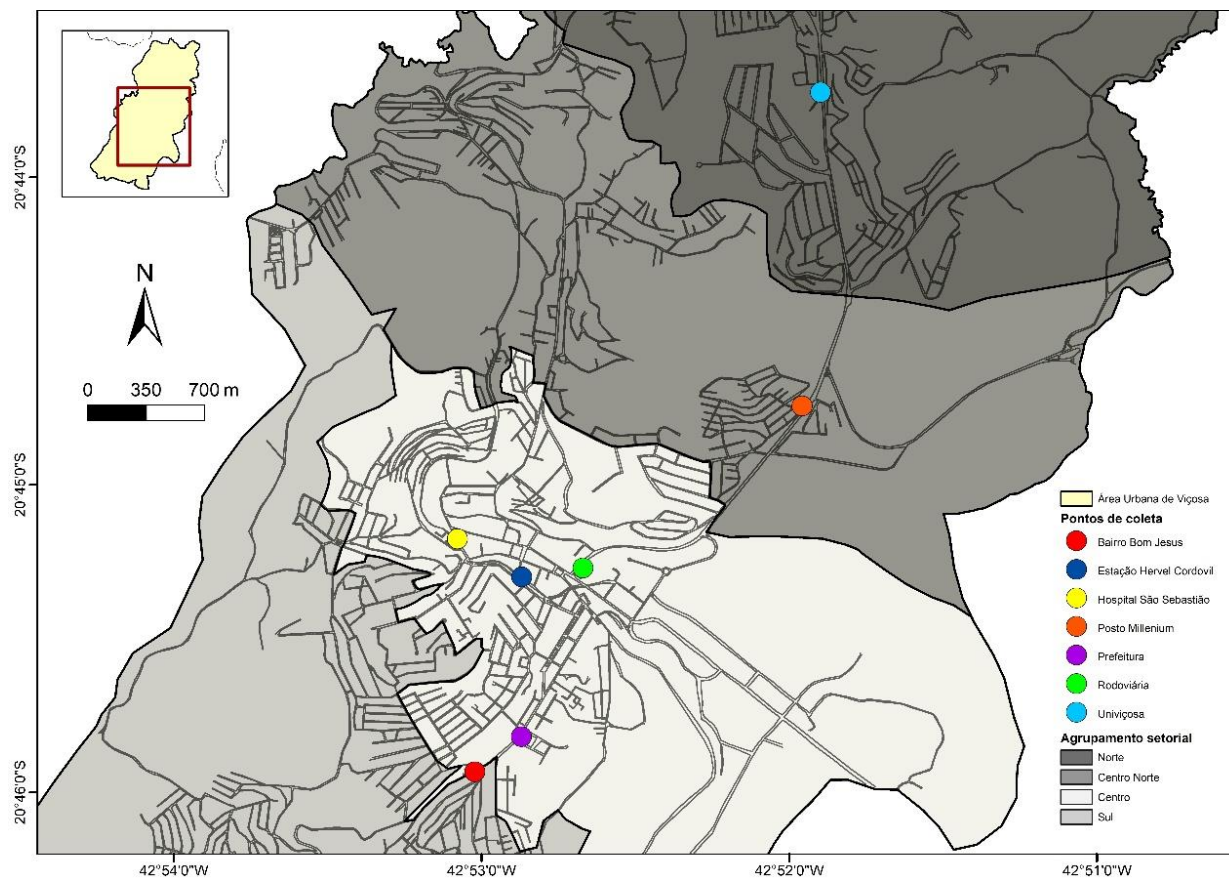 N
0 350 700 m
20°44'0"S
20°45'0"S
20°46'0"S
42°54'0"W
42°53'0"W
42°52'0"W
42°51'0"W
Área Urbana de Viçosa
Pontos de coleta
Bairro Bom Jesus
Estação Hervel Cordovil
Hospital São Sebastião
Posto Millenium
Prefeitura
Rodoviária
Univiçosa
Agrupamento setorial
Norte
Centro Norte
Centro
Sul